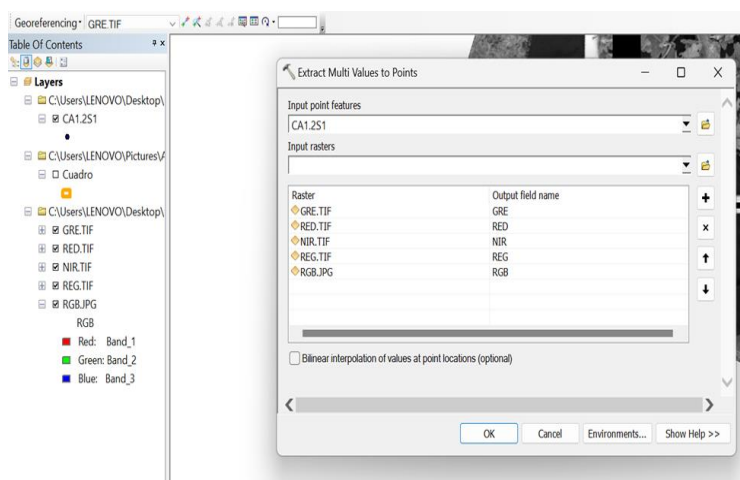 Georeferencing GRE.TIF
Table Of Contents
Layers
C:\Users\LENOVO\Desktop\
CA1.2S1
C:\Users\LENOVO\Pictures\A
Cuadro
C:\Users\LENOVO\Desktop\
GRE.TIF
RED.TIF
NIR.TIF
REG.TIF
RGB.JPG
RGB
Red: Band_1
Green: Band_2
Blue: Band_3
Extract Multi Values to Points
Input point features
CA1.2S1
Input rasters
Raster Output field name
GRE.TIF GRE
RED.TIF RED
NIR.TIF NIR
REG.TIF REG
RGB.JPG RGB
Bilinear interpolation of values at point locations (optional)
OK Cancel Environments... Show Help >>